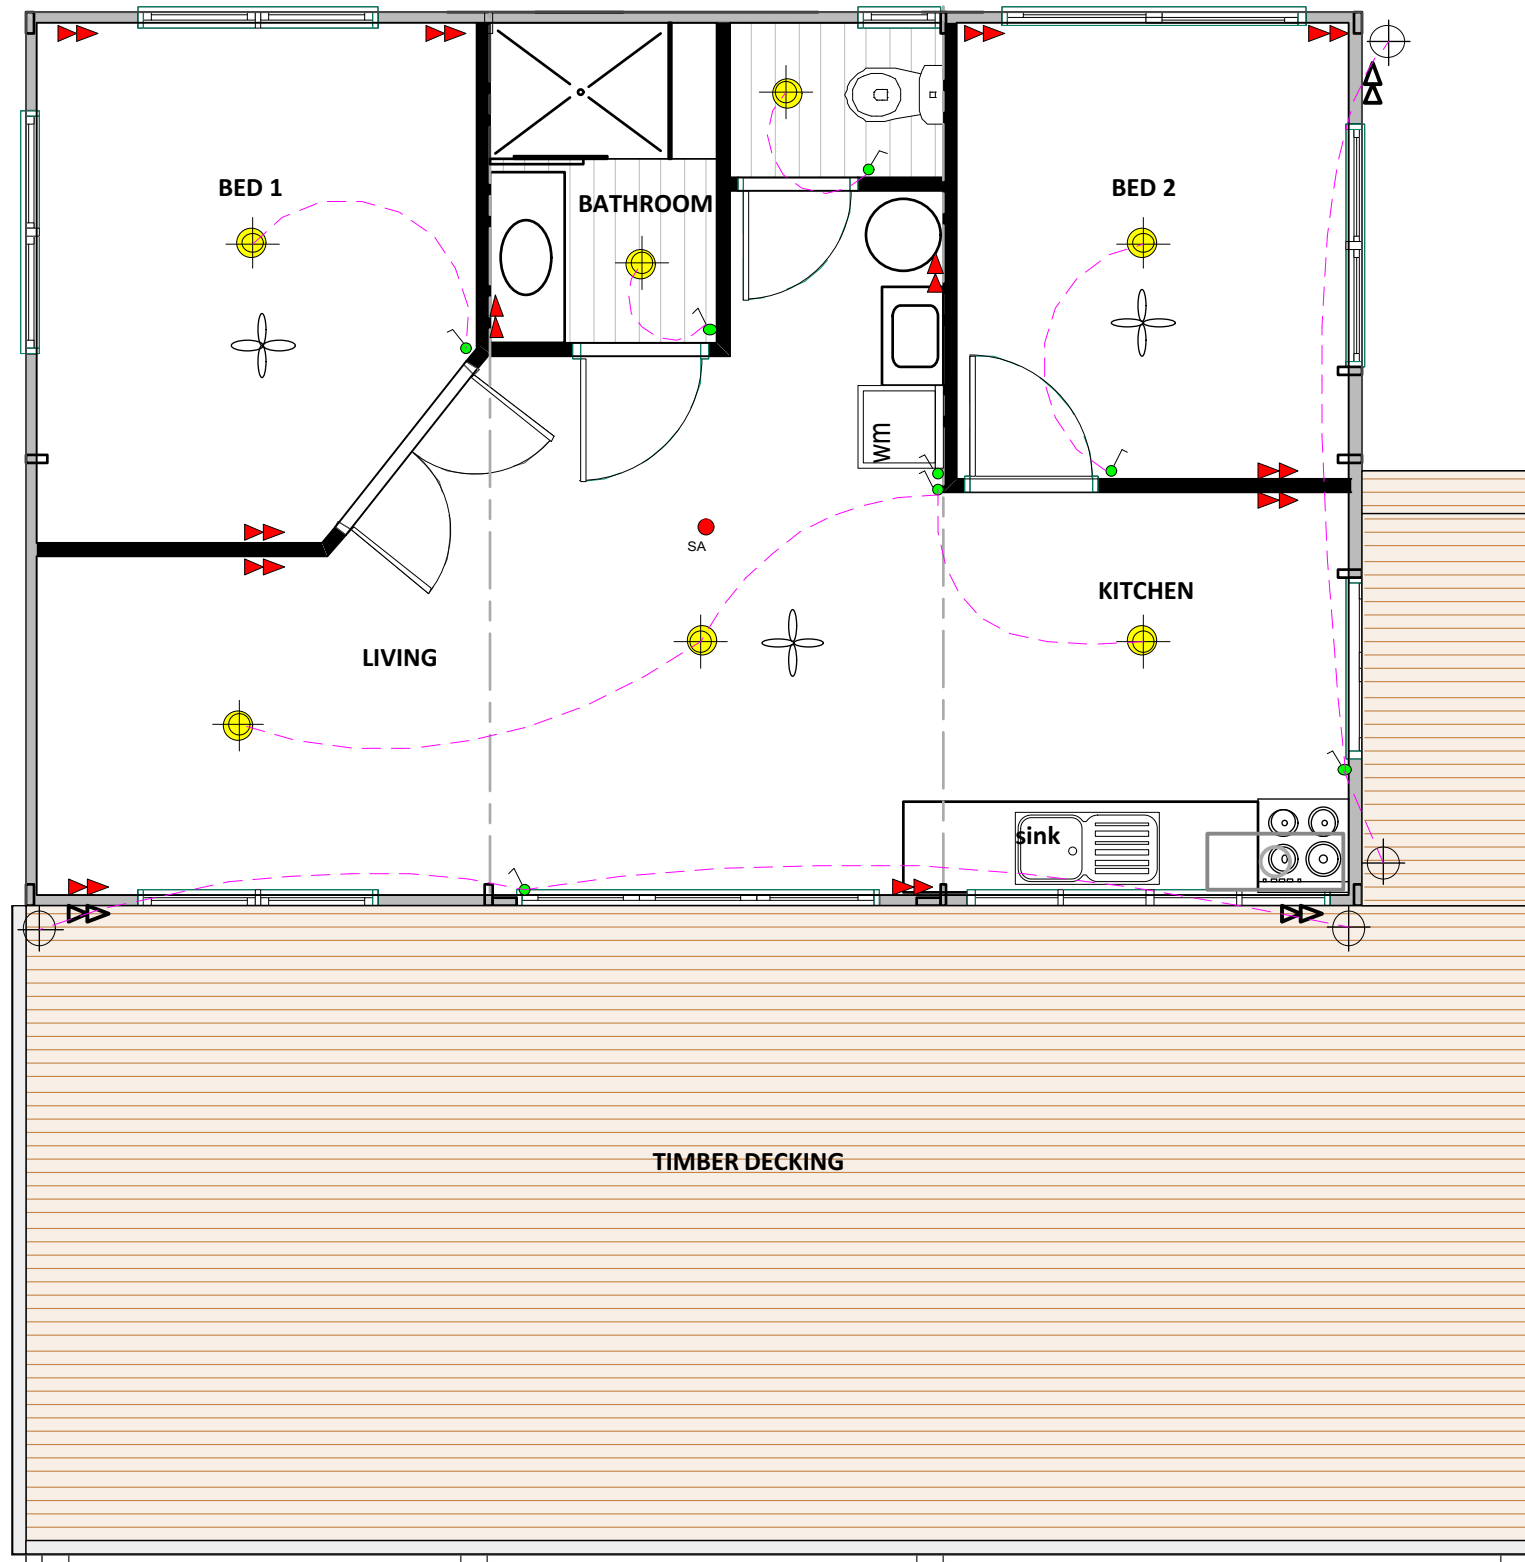 BED 1
BATHROOM
BED 2
wm
SA
KITCHEN
LIVING
sink
TIMBER DECKING